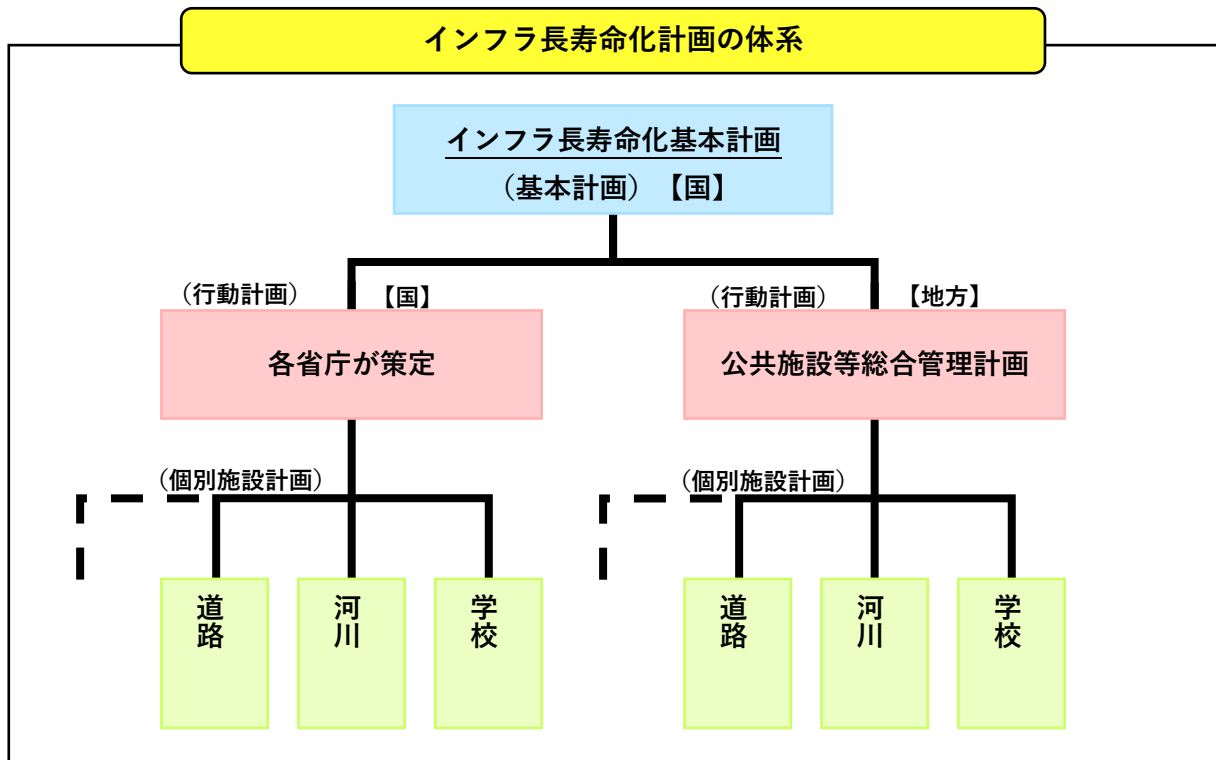 インフラ長寿命化計画の体系
インフラ長寿命化基本計画
（基本計画）【国】
（行動計画）
【国】
各省庁が策定
（行動計画）
【地方】
公共施設等総合管理計画
（個別施設計画）
道路
河川
学校
（個別施設計画）
道路
河川
学校